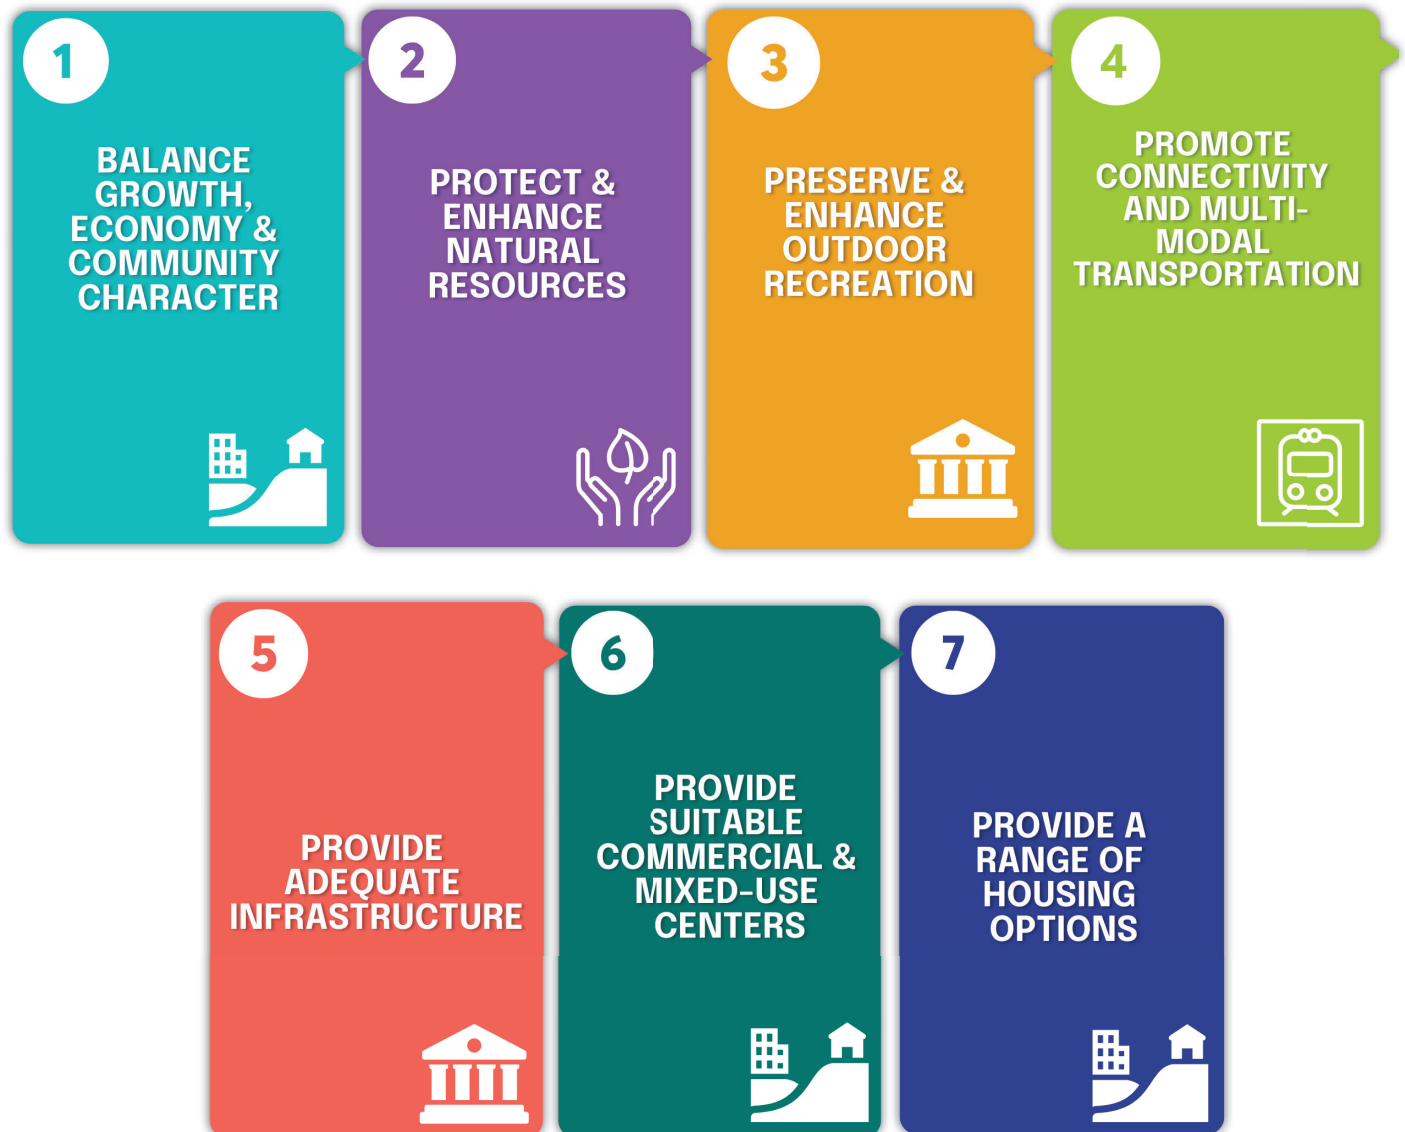 1
BALANCE
GROWTH,
ECONOMY &
COMMUNITY
CHARACTER
2
PROTECT &
ENHANCE
NATURAL
RESOURCES
3
PRESERVE &
ENHANCE
OUTDOOR
RECREATION
4
PROMOTE
CONNECTIVITY
AND MULTI-
MODAL
TRANSPORTATION
5
PROVIDE
ADEQUATE
INFRASTRUCTURE
6
PROVIDE
SUITABLE
COMMERCIAL &
MIXED-USE
CENTERS
7
PROVIDE A
RANGE OF
HOUSING
OPTIONS